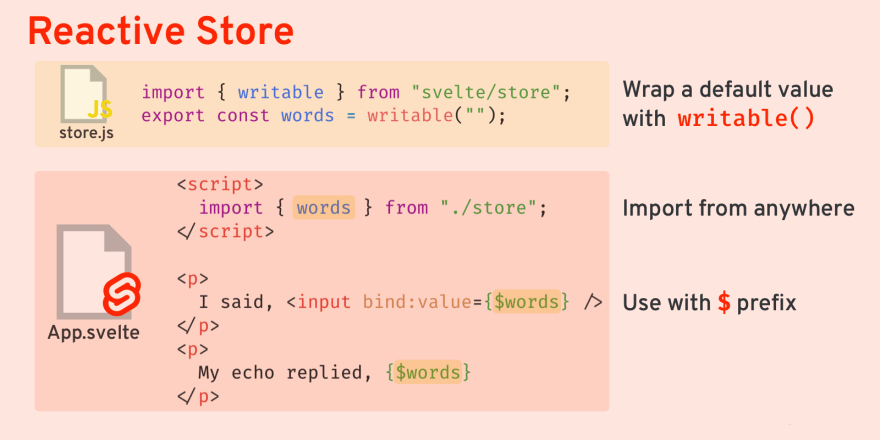 Reactive Store
JS
store.js
import { writable } from "svelte/store";
export const words = writable("");
Wrap a default value
with writable()
<script>
import { words } from "./store";
</script>
Import from anywhere
App.svelte
<p>
I said, <input bind:value={$words} />
</p>
<p>
My echo replied, {$words}
</p>
Use with $ prefix